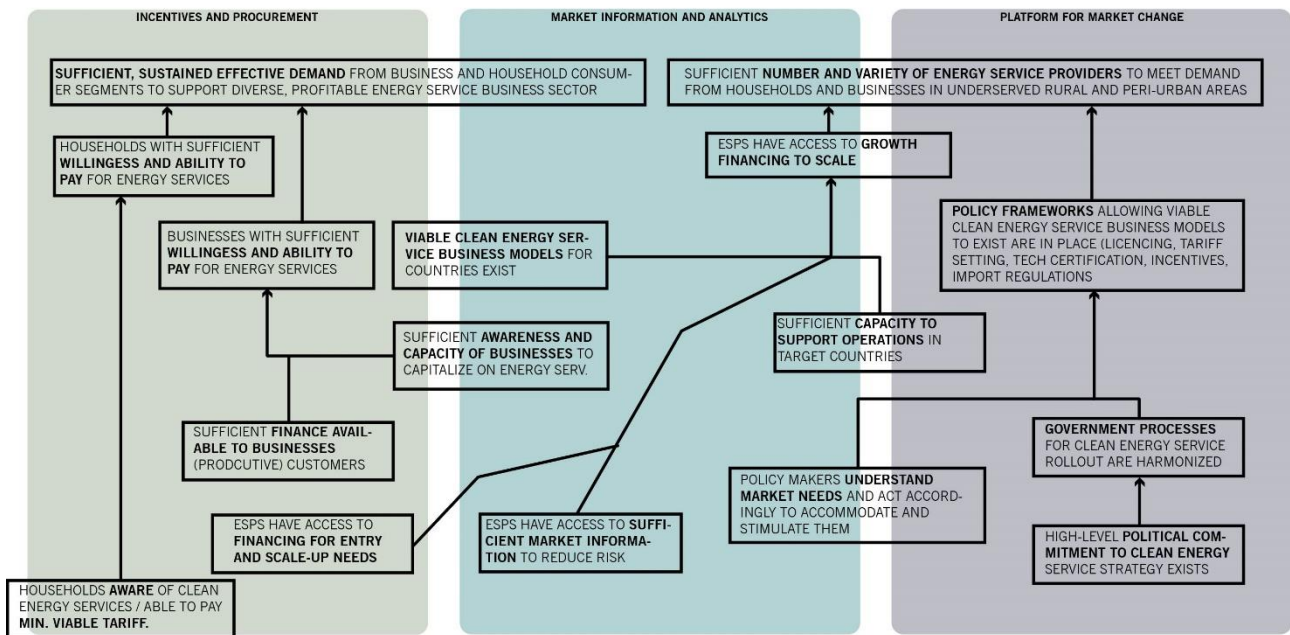 INCENTIVES AND PROCUREMENT
MARKET INFORMATION AND ANALYTICS
PLATFORM FOR MARKET CHANGE
SUFFICIENT, SUSTAINED EFFECTIVE DEMAND FROM BUSINESS AND HOUSEHOLD CONSUM-
ER SEGMENTS TO SUPPORT DIVERSE, PROFITABLE ENERGY SERVICE BUSINESS SECTOR
SUFFICIENT NUMBER AND VARIETY OF ENERGY SERVICE PROVIDERS TO MEET DEMAND
FROM HOUSEHOLDS AND BUSINESSES IN UNDERSERVED RURAL AND PERI-URBAN AREAS
HOUSEHOLDS WITH SUFFICIENT
WILLINGESS AND ABILITY TO
PAY FOR ENERGY SERVICES
ESPS HAVE ACCESS TO GROWTH
FINANCING TO SCALE
BUSINESSES WITH SUFFICIENT
WILLINGESS AND ABILITY TO
PAY FOR ENERGY SERVICES
VIABLE CLEAN ENERGY SER-
VICE BUSINESS MODELS FOR
COUNTRIES EXIST
POLICY FRAMEWORKS ALLOWING VIABLE
CLEAN ENERGY SERVICE BUSINESS MODELS
TO EXIST ARE IN PLACE (LICENCING, TARIFF
SETTING, TECH CERTIFICATION, INCENTIVES,
IMPORT REGULATIONS
SUFFICIENT AWARENESS AND
CAPACITY OF BUSINESSES TO
CAPITALIZE ON ENERGY SERV.
SUFFICIENT CAPACITY TO
SUPPORT OPERATIONS IN
TARGET COUNTRIES
SUFFICIENT FINANCE AVAIL-
ABLE TO BUSINESSES
(PRODCUTIVE) CUSTOMERS
GOVERNMENT PROCESSES
FOR CLEAN ENERGY SERVICE
ROLLOUT ARE HARMONIZED
POLICY MAKERS UNDERSTAND
MARKET NEEDS AND ACT ACCORD-
INGLY TO ACCOMMODATE AND
STIMULATE THEM
ESPS HAVE ACCESS TO
FINANCING FOR ENTRY
AND SCALE-UP NEEDS
ESPS HAVE ACCESS TO SUFFI-
CIENT MARKET INFORMA-
TION TO REDUCE RISK
HIGH-LEVEL POLITICAL COM-
MITMENT TO CLEAN ENERGY
SERVICE STRATEGY EXISTS
HOUSEHOLDS AWARE OF CLEAN
ENERGY SERVICES / ABLE TO PAY
MIN. VIABLE TARIFF.